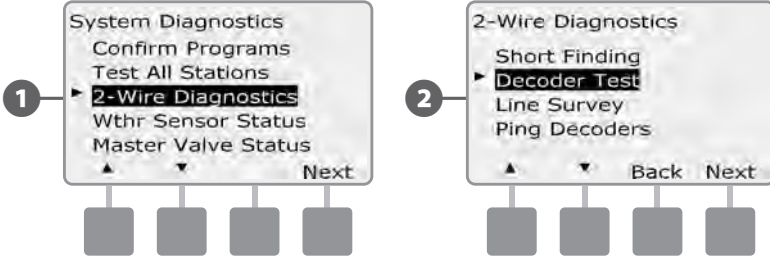 System Diagnostics
Confirm Programs
Test All Stations
1
2-Wire Diagnostics
Wthr Sensor Status
Master Valve Status
Next
2-Wire Diagnostics
Short Finding
2
Decoder Test
Line Survey
Ping Decoders
Back Next